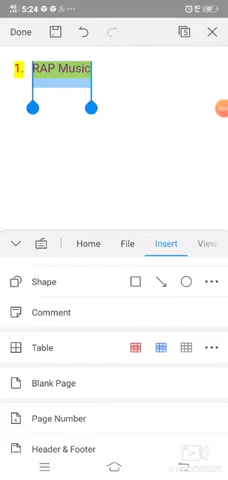 5:24
Done
1. RAP Music
Home File Insert View
Shape
Comment
Table
Blank Page
Page Number
Header & Footer